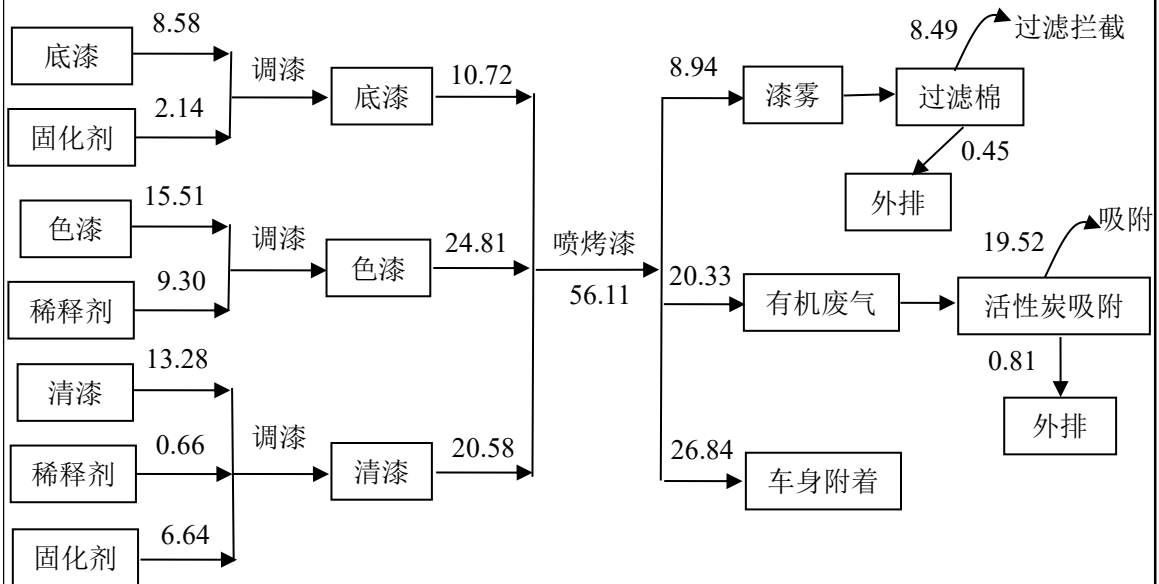 8.58
底漆
调漆
底漆
10.72
2.14
固化剂
15.51
色漆
调漆
色漆
24.81
9.30
稀释剂
13.28
清漆
0.66
稀释剂
调漆
清漆
20.58
6.64
固化剂
喷烤漆
56.11
8.94
漆雾
过滤棉
8.49
过滤拦截
0.45
外排
20.33
有机废气
活性炭吸附
19.52
吸附
0.81
外排
26.84
车身附着